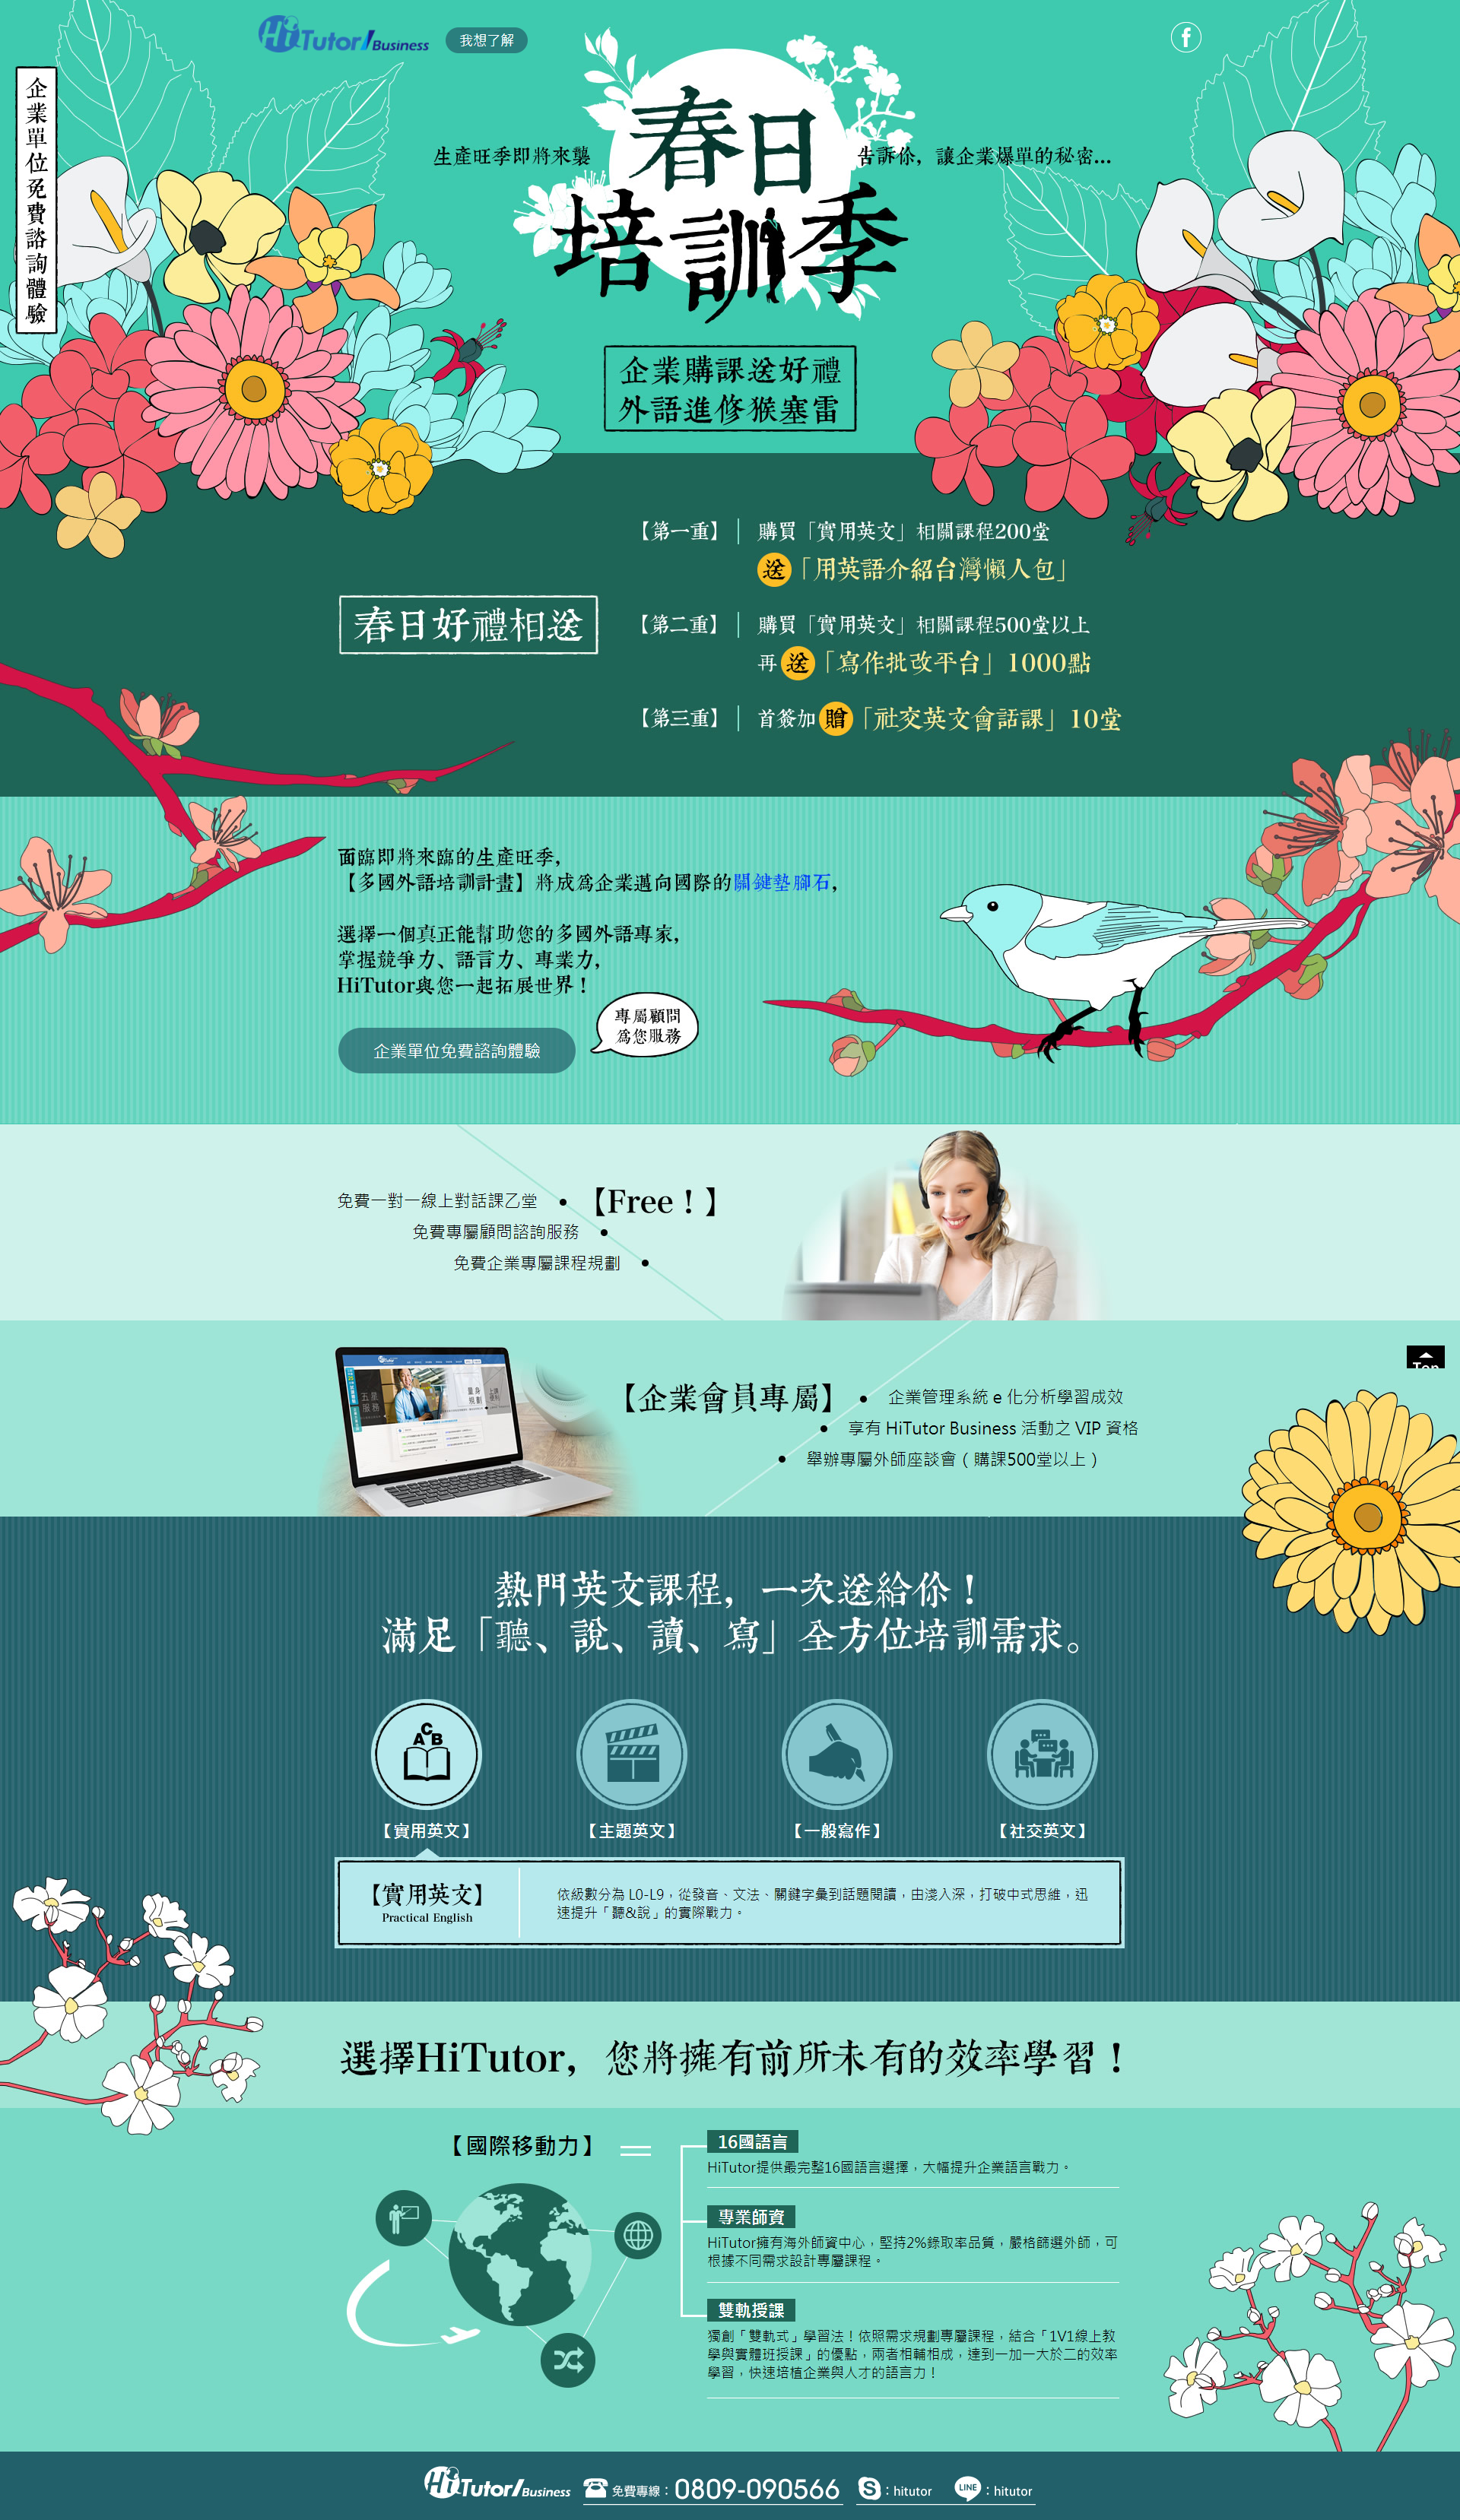 HiTutor! Business
我想了解
企業單位免費諮詢體驗
生產旺季即將來襲
春日
培訓季
告訴你，讓企業爆單的秘密...
企業購課送好禮
外語進修猴塞雷
春日好禮相送
【第一重】 購買「實用英文」相關課程200堂
送「用英語介紹台灣懶人包」
【第二重】 購買「實用英文」相關課程500堂以上
再送「寫作批改平台」1000點
【第三重】 首簽加贈「社交英文會話課」10堂
面臨即將來臨的生產旺季，
【多國外語培訓計畫】將成為企業邁向國際的關鍵墊腳石，
選擇一個真正能幫助您的多國外語專家，
掌握競爭力、語言力、專業力，
HiTutor與您一起拓展世界！
專屬顧問
為您服務
企業單位免費諮詢體驗
【Free！】
免費一對一線上對話課乙堂
免費專屬顧問諮詢服務
免費企業專屬課程規劃
Top
五星
服務
量身
規劃
【企業會員專屬】
企業管理系統 e 化分析學習成效
享有 HiTutor Business 活動之 VIP 資格
舉辦專屬外師座談會（購課500堂以上）
熱門英文課程，一次送給你！
滿足「聽、說、讀、寫」全方位培訓需求。
A C B
【實用英文】
【主題英文】
【一般寫作】
【社交英文】
【實用英文】
Practical English
依級數分為 L0-L9，從發音、文法、關鍵字彙到話題閱讀，由淺入深，打破中式思維，迅
速提升「聽&說」的實際戰力。
選擇HiTutor，您將擁有前所未有的效率學習！
【國際移動力】
16國語言
HiTutor提供最完整16國語言選擇，大幅提升企業語言戰力。
專業師資
HiTutor擁有海外師資中心，堅持2%錄取率品質，嚴格篩選外師，可
根據不同需求設計專屬課程。
雙軌授課
獨創「雙軌式」學習法！依照需求規劃專屬課程，結合「1V1線上教
學與實體班授課」的優點，兩者相輔相成，達到一加一大於二的效率
學習，快速培植企業與人才的語言力！
HiTutor! Business
免費專線：0809-090566
：hitutor
LINE：hitutor